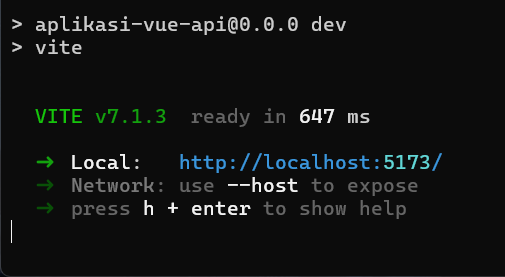 > aplikasi-vue-api@0.0.0 dev
> vite
VITE v7.1.3 ready in 647 ms
➜ Local: http://localhost:5173/
➜ Network: use --host to expose
➜ press h + enter to show help